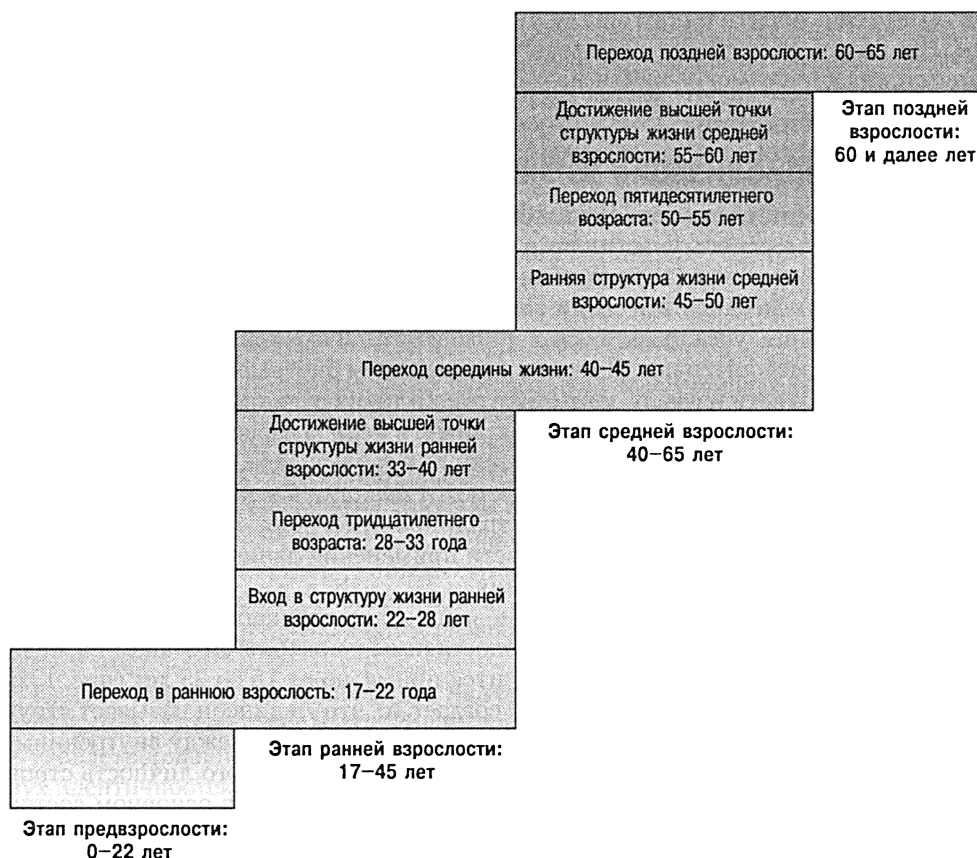 Переход поздней взрослости: 60–65 лет
Достижение высшей точки
структуры жизни средней
взрослости: 55–60 лет
Этап поздней
взрослости:
60 и далее лет
Переход пятидесятилетнего
возраста: 50–55 лет
Ранняя структура жизни средней
взрослости: 45–50 лет
Переход середины жизни: 40–45 лет
Достижение высшей точки
структуры жизни ранней
взрослости: 33–40 лет
Этап средней взрослости:
40–65 лет
Переход тридцатилетнего
возраста: 28–33 года
Вход в структуру жизни ранней
взрослости: 22–28 лет
Переход в раннюю взрослость: 17–22 года
Этап ранней взрослости:
17–45 лет
Этап предвзрослости:
0–22 лет